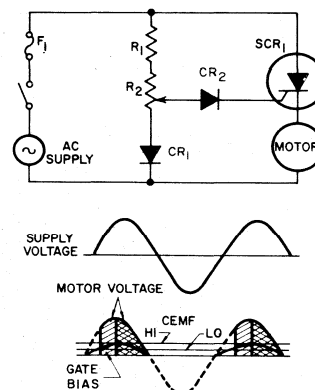 F1
R1
R2
CR2
SCR1
AC
SUPPLY
CR1
MOTOR
SUPPLY
VOLTAGE
MOTOR VOLTAGE
CEMF
HI
LO
GATE
BIAS